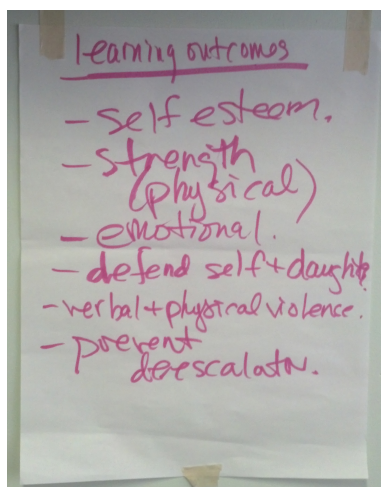 learning outcomes
- self esteem.
- strength
(physical)
- emotional.
- defend self + daughter
- verbal + physical violence.
- prevent
deescalatn.